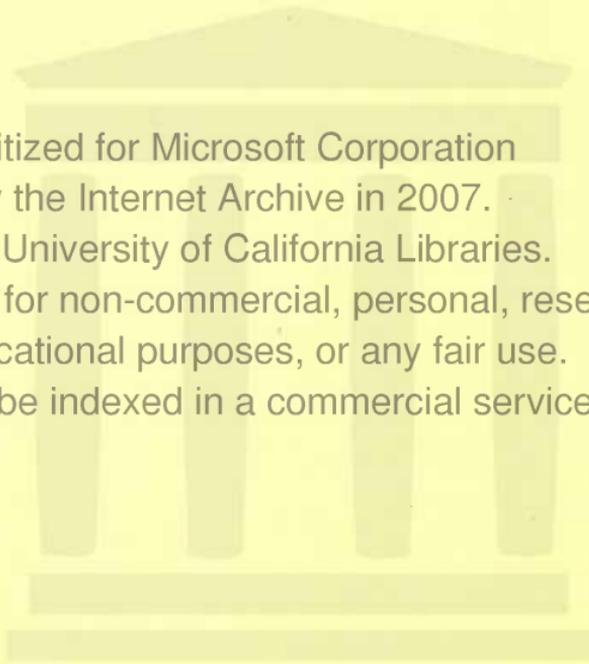 itized for Microsoft Corporation
the Internet Archive in 2007.
University of California Libraries.
for non-commercial, personal, rese
cational purposes, or any fair use.
be indexed in a commercial service